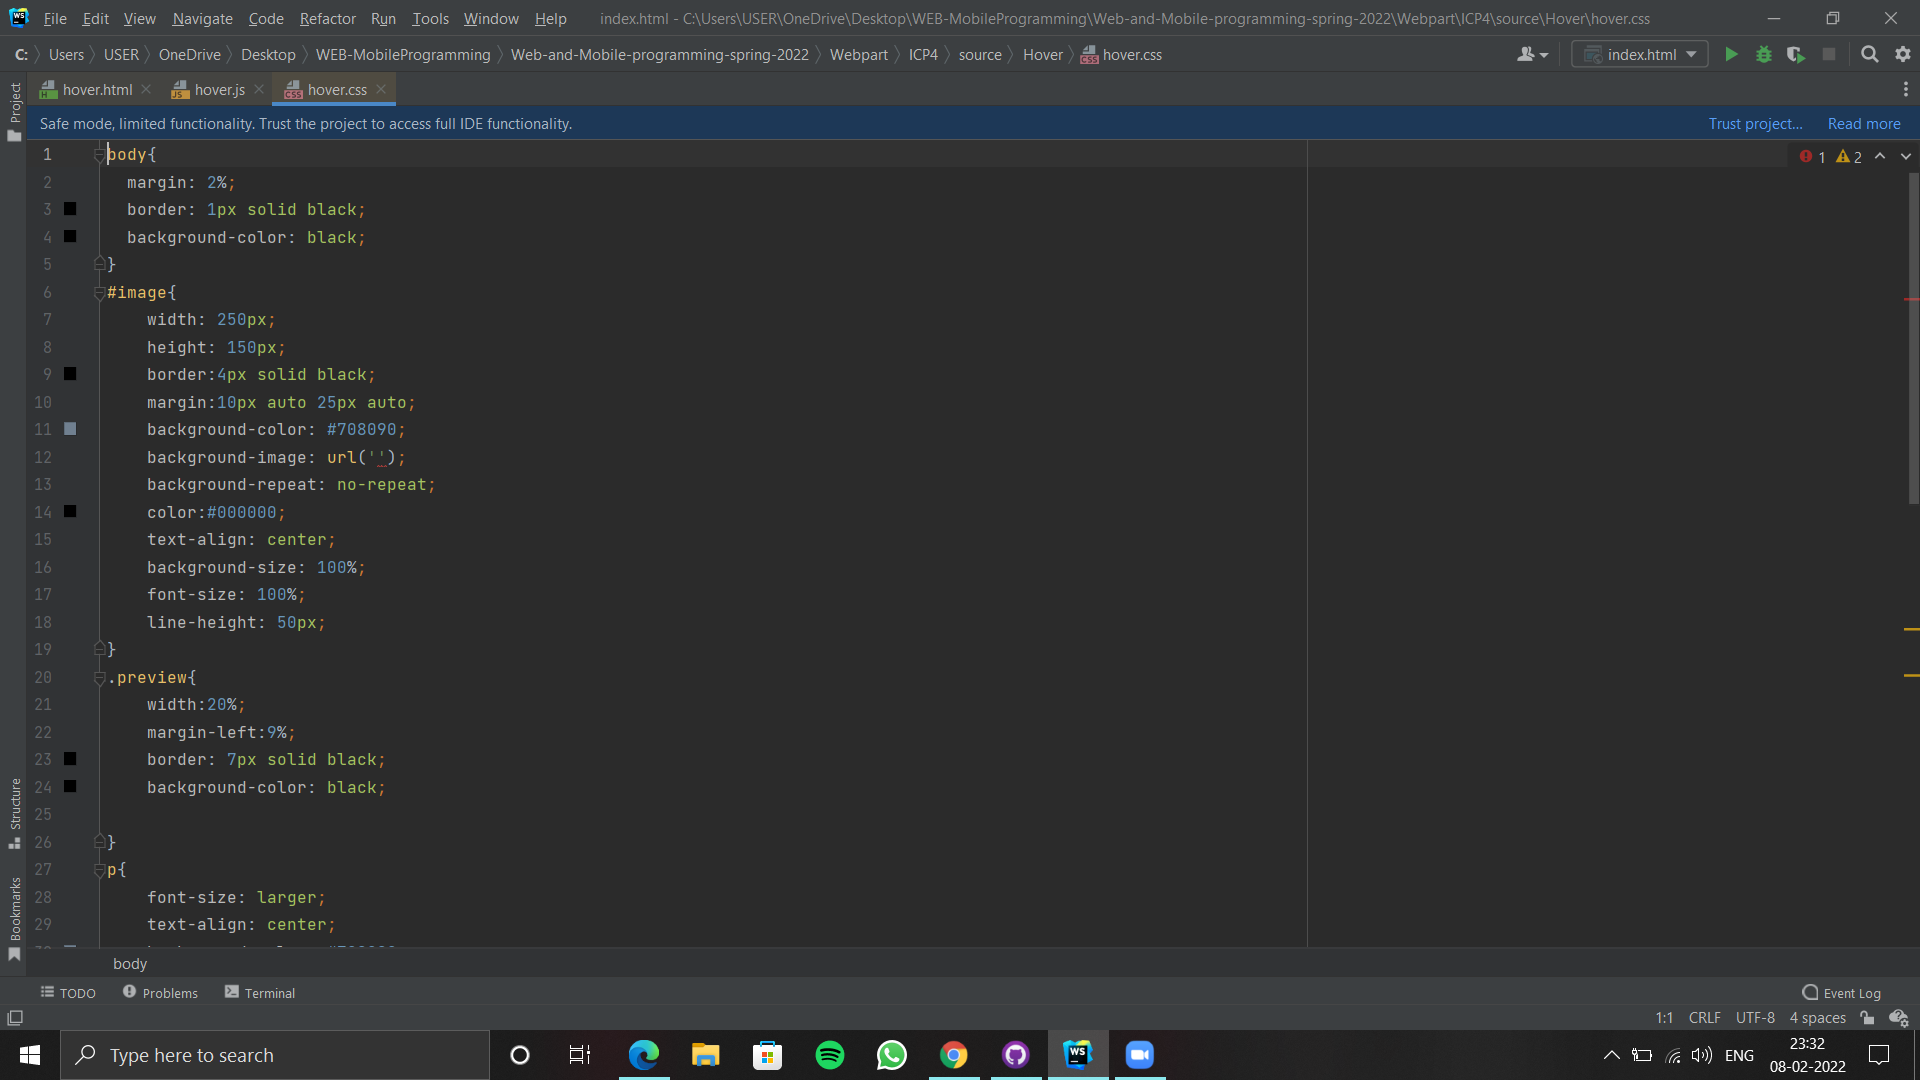 WS File Edit View Navigate Code Refactor Run Tools Window Help index.html - C:\Users\USER\OneDrive\Desktop\WEB-MobileProgramming\Web-and-Mobile-programming-spring-2022\Webpart\ICP4\source\Hover\hover.css
C: Users USER OneDrive Desktop WEB-MobileProgramming Web-and-Mobile-programming-spring-2022 Webpart ICP4 source Hover hover.css index.html
hover.html hover.js hover.css
Project
Safe mode, limited functionality. Trust the project to access full IDE functionality. Trust project... Read more
1 body{ 1 2
2 margin: 2%;
3 border: 1px solid black;
4 background-color: black;
5 }
6 #image{
7 width: 250px;
8 height: 150px;
9 border:4px solid black;
10 margin:10px auto 25px auto;
11 background-color: #708090;
12 background-image: url('');
13 background-repeat: no-repeat;
14 color:#000000;
15 text-align: center;
16 background-size: 100%;
17 font-size: 100%;
18 line-height: 50px;
19 }
20 .preview{
21 width:20%;
22 margin-left:9%;
23 border: 7px solid black;
24 background-color: black;
25
26 }
27 p{
28 font-size: larger;
29 text-align: center;
Structure
Bookmarks
body
TODO Problems Terminal Event Log
1:1 CRLF UTF-8 4 spaces
Type here to search WS ENG 23:32
08-02-2022